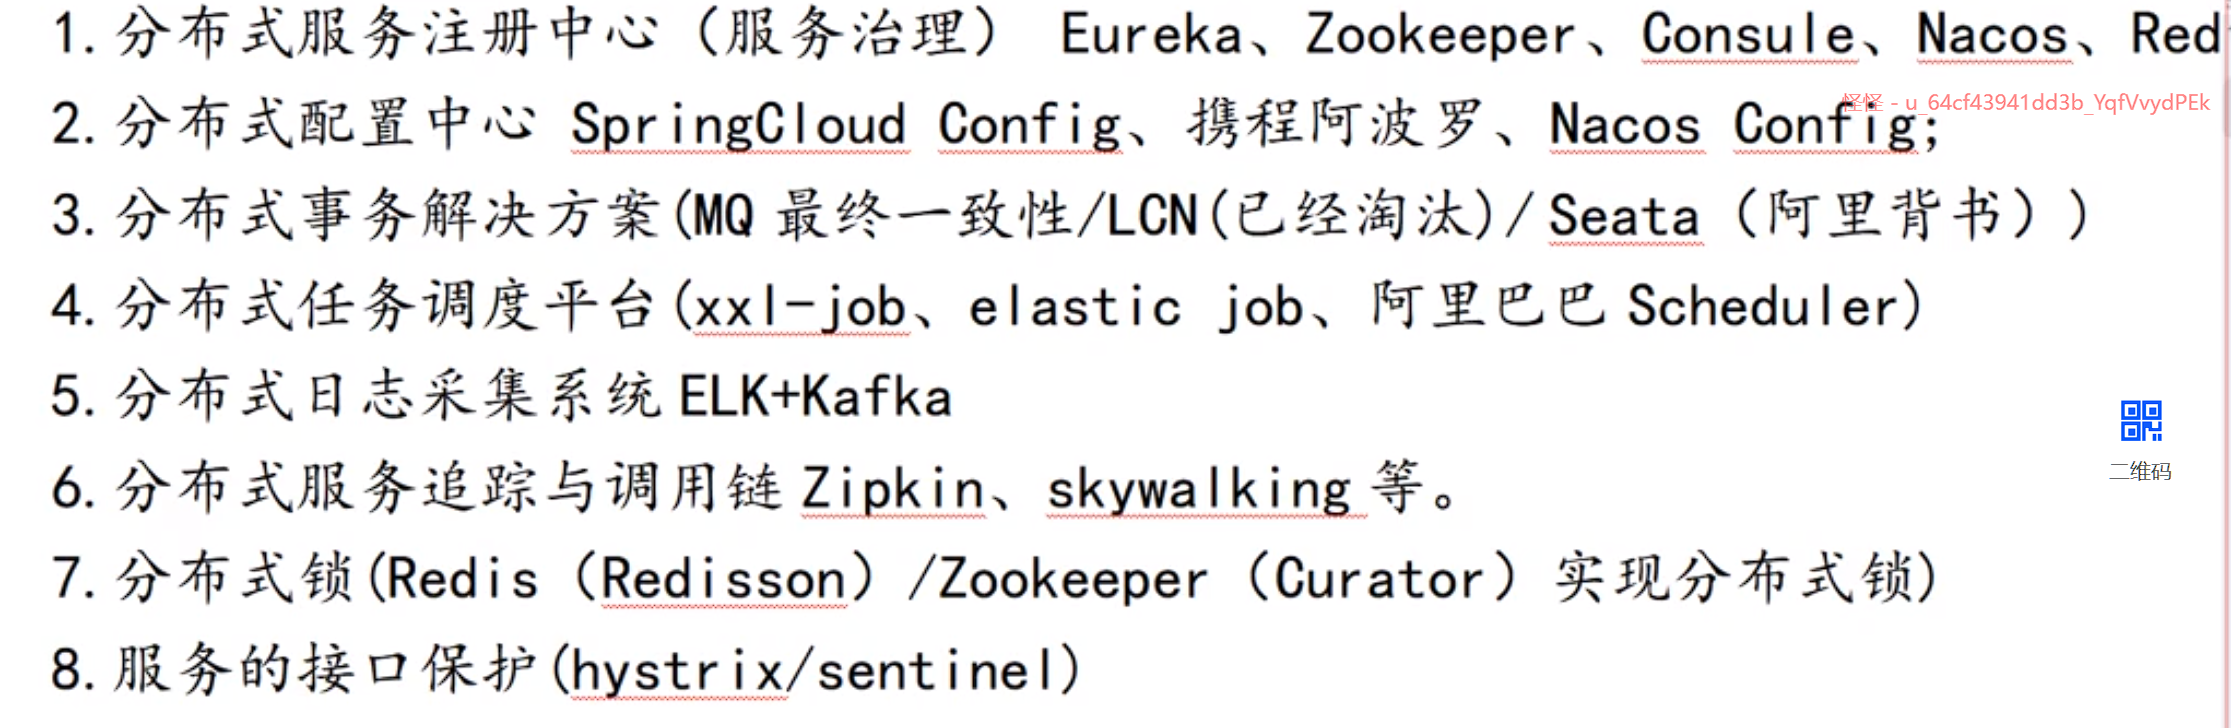 1. 分布式服务注册中心（服务治理） Eureka、Zookeeper、Consule、Nacos、Red
怪怪 - u_64cf43941dd3b_YqfVvydPEk
2. 分布式配置中心 SpringCloud Config、携程阿波罗、Nacos Config;
3. 分布式事务解决方案(MQ 最终一致性/LCN(已经淘汰)/ Seata（阿里背书）)
4. 分布式任务调度平台(xxl-job、elastic job、阿里巴巴 Scheduler)
5. 分布式日志采集系统 ELK+Kafka
二维码
6. 分布式服务追踪与调用链 Zipkin、skywalking 等。
7. 分布式锁(Redis（Redisson）/Zookeeper（Curator）实现分布式锁)
8. 服务的接口保护(hystrix/sentinel)